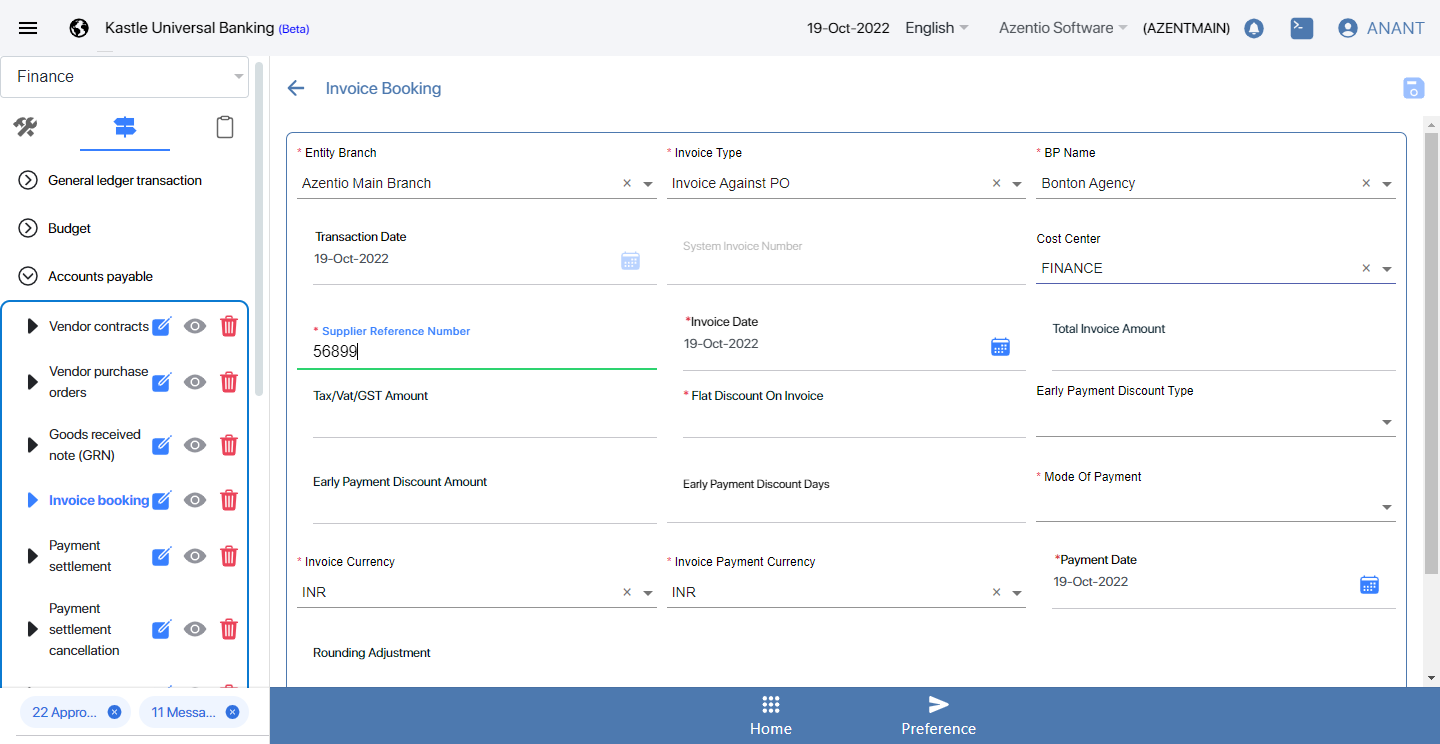 Kastle Universal Banking (Beta)
19-Oct-2022
English
Azentio Software
(AZENTMAIN)
ANANT
Finance
General ledger transaction
Budget
Accounts payable
Vendor contracts
Vendor purchase
orders
Goods received
note (GRN)
Invoice booking
Payment
settlement
Payment
settlement
cancellation
22 Appro...
11 Messa...
Invoice Booking
* Entity Branch
Azentio Main Branch
* Invoice Type
Invoice Against PO
* BP Name
Bonton Agency
Transaction Date
19-Oct-2022
System Invoice Number
Cost Center
FINANCE
* Supplier Reference Number
56899
*Invoice Date
19-Oct-2022
Total Invoice Amount
Tax/Vat/GST Amount
* Flat Discount On Invoice
Early Payment Discount Type
Early Payment Discount Amount
Early Payment Discount Days
* Mode Of Payment
* Invoice Currency
INR
* Invoice Payment Currency
INR
*Payment Date
19-Oct-2022
Rounding Adjustment
Home
Preference